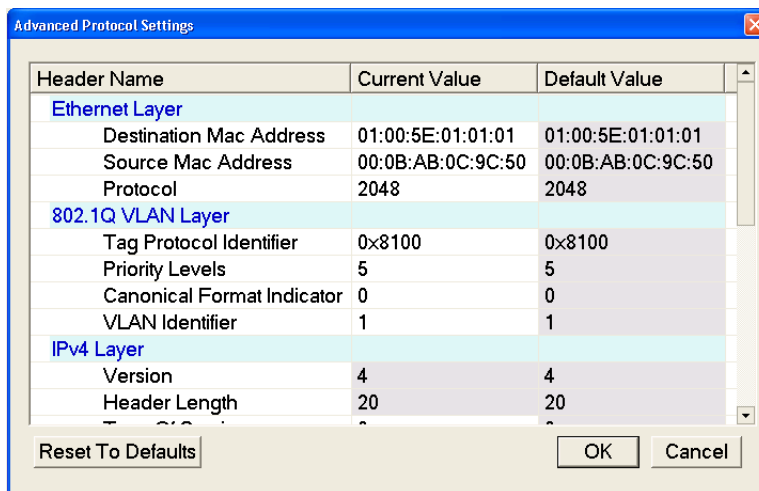 Advanced Protocol Settings
Header Name Current Value Default Value
Ethernet Layer
Destination Mac Address 01:00:5E:01:01:01 01:00:5E:01:01:01
Source Mac Address 00:0B:AB:0C:9C:50 00:0B:AB:0C:9C:50
Protocol 2048 2048
802.1Q VLAN Layer
Tag Protocol Identifier 0x8100 0x8100
Priority Levels 5 5
Canonical Format Indicator 0 0
VLAN Identifier 1 1
IPv4 Layer
Version 4 4
Header Length 20 20
Reset To Defaults OK Cancel